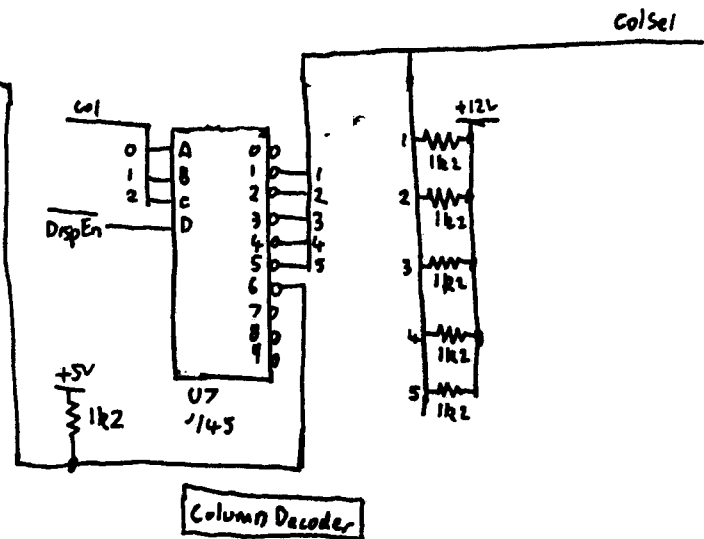 ColSel
+12V
col
0 A 0
1 B 1 1
2 C 2 2
DispEn D 3 3
4 4
5 5
6
7
8
9
+5V
1k2
U7
'145
1 1k2
2 1k2
3 1k2
4 1k2
5 1k2
Column Decoder